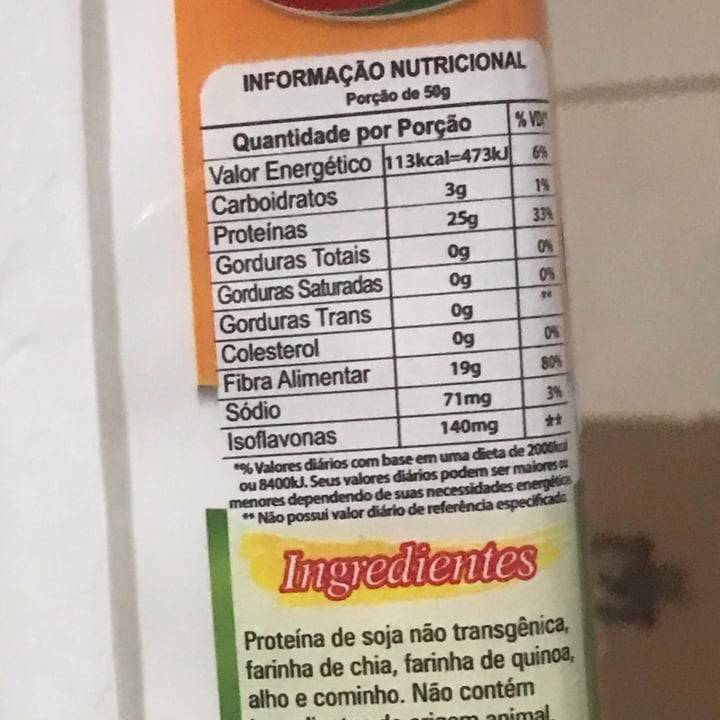 INFORMAÇÃO NUTRICIONAL
Porção de 50g
Quantidade por Porção % VD
Valor Energético 113kcal=473kJ 6%
Carboidratos 3g 1%
Proteínas 25g 33%
Gorduras Totais 0g 0%
Gorduras Saturadas 0g 0%
Gorduras Trans 0g **
Colesterol 0g 0%
Fibra Alimentar 19g 80%
Sódio 71mg 3%
Isoflavonas 140mg **
*% Valores diários com base em uma dieta de 2000kcal
ou 8400kJ. Seus valores diários podem ser maiores ou
menores dependendo de suas necessidades energéticas
** Não possui valor diário de referência especificado
Ingredientes
Proteína de soja não transgênica,
farinha de chia, farinha de quinoa,
alho e cominho. Não contém
origem animal